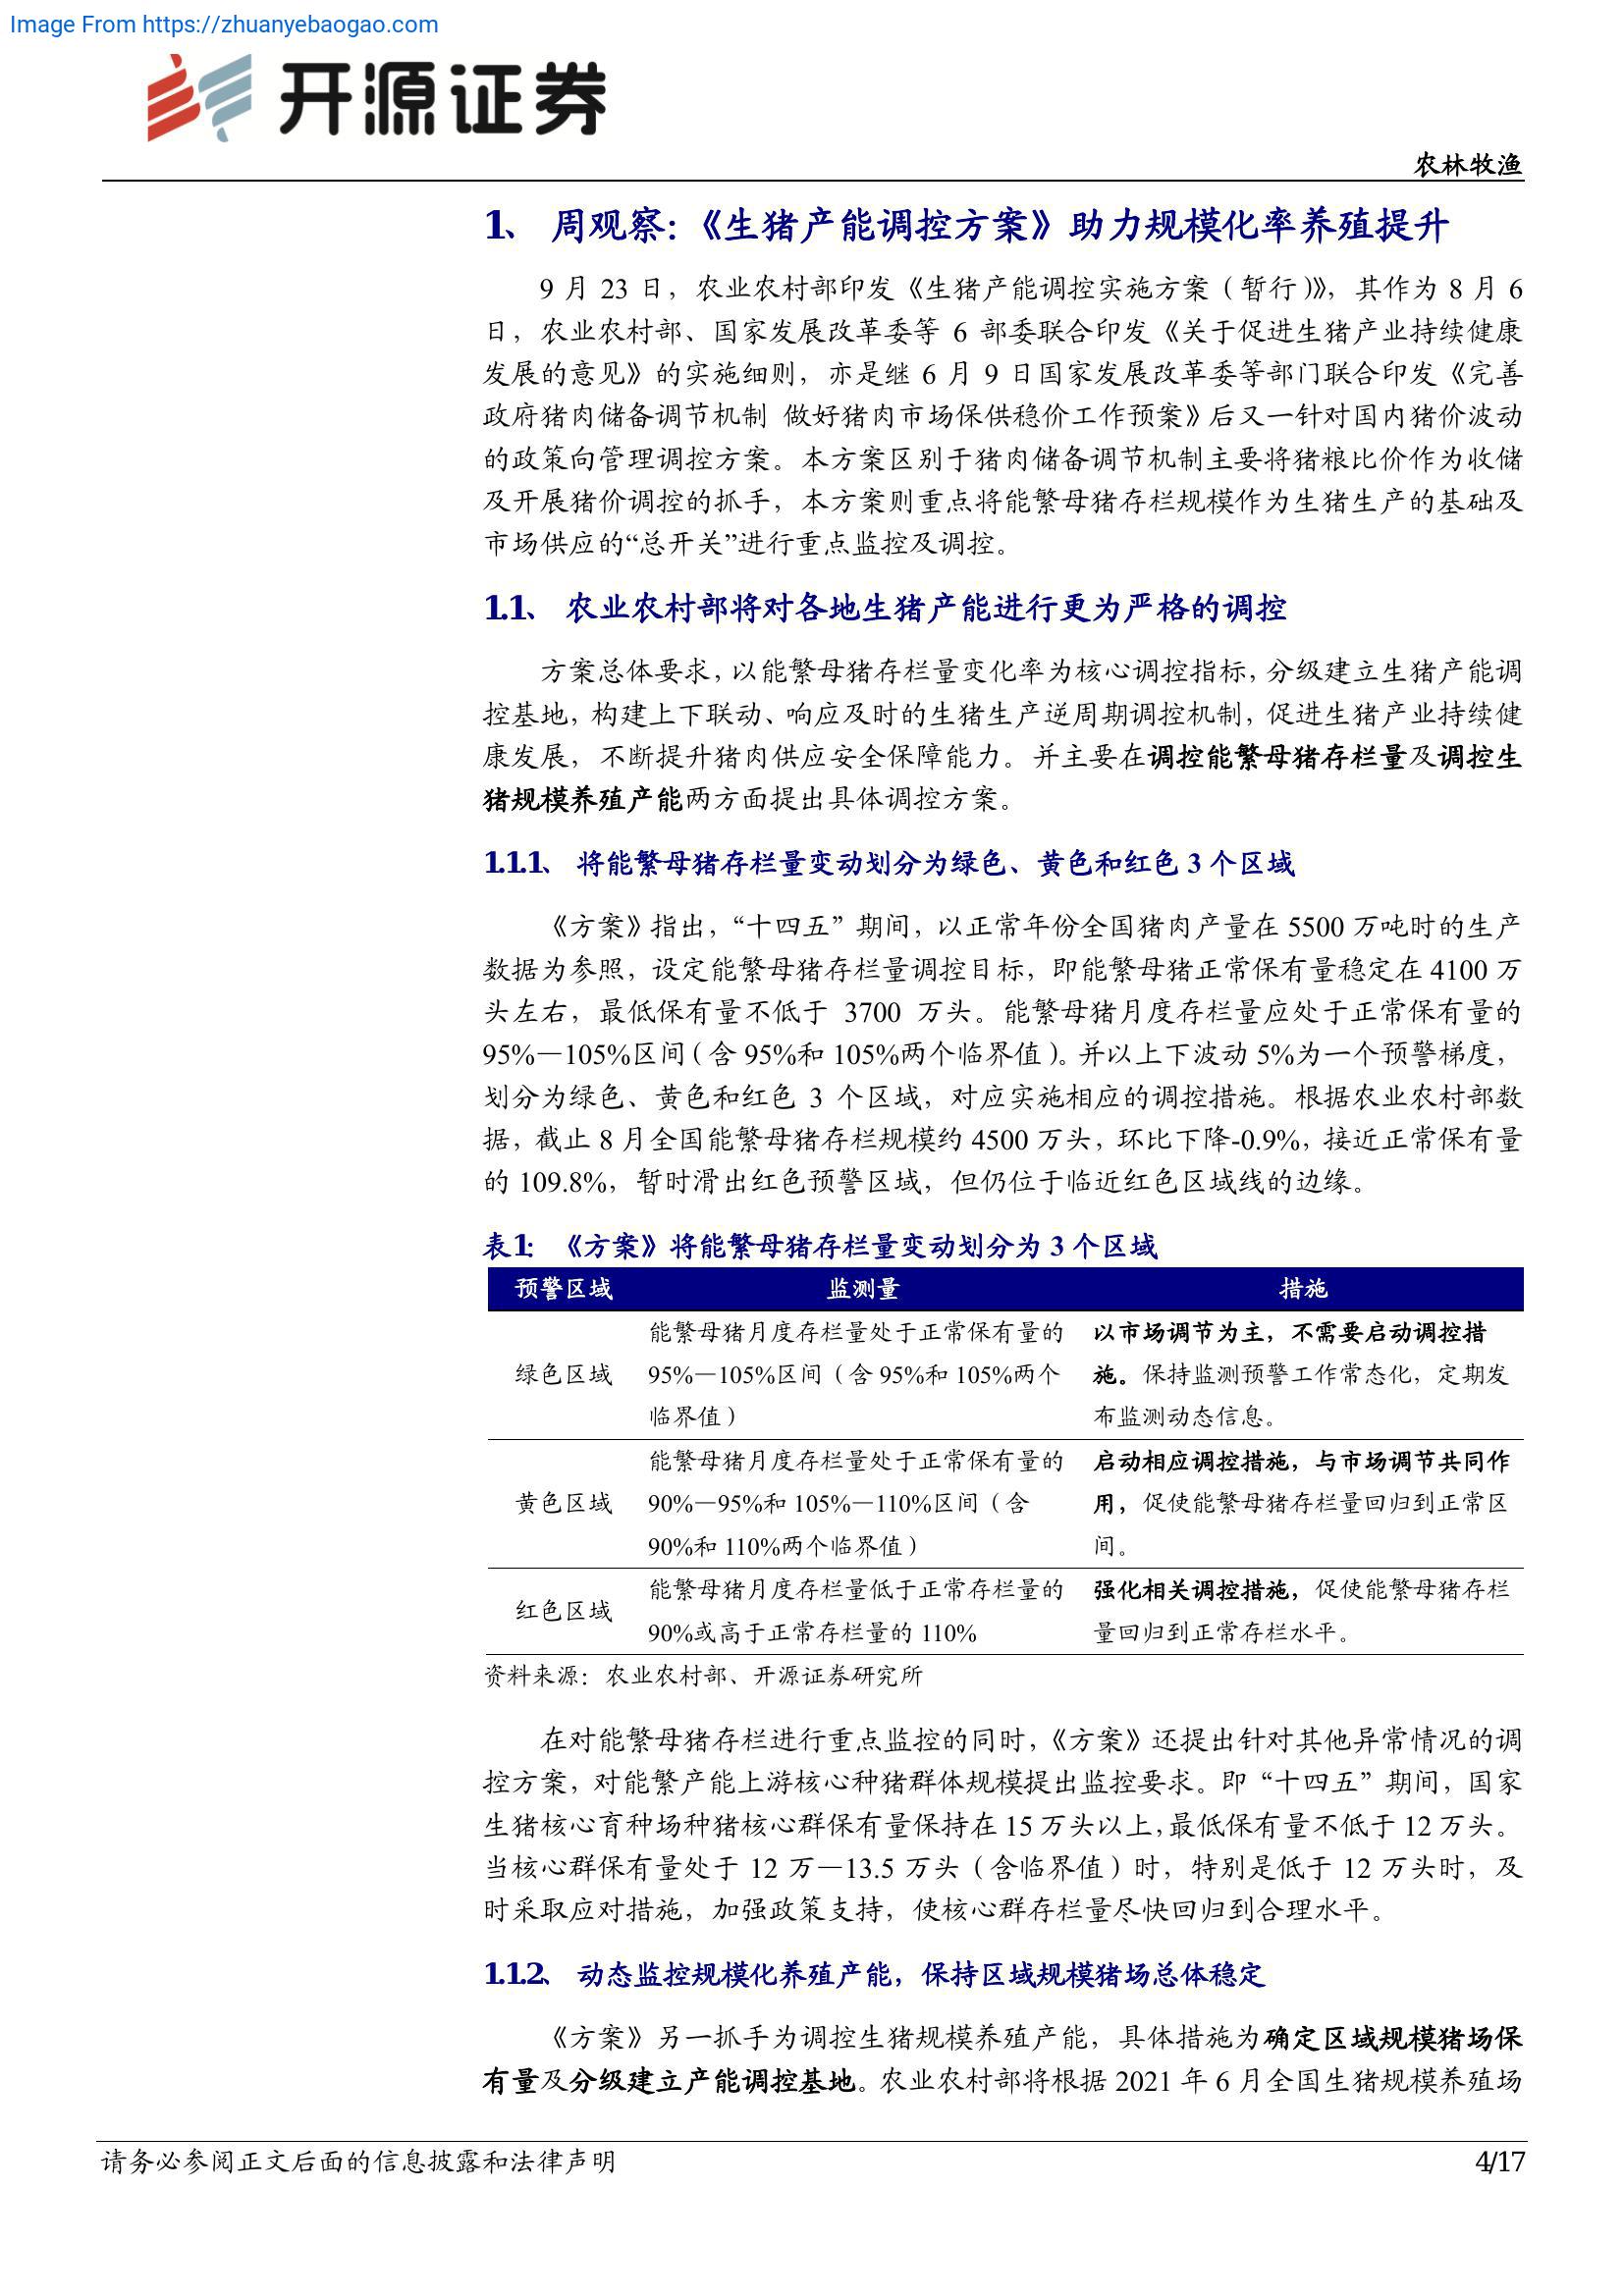 Image From https://zhuanyebaogao.com
开源证券
农林牧渔
1、 周观察：《生猪产能调控方案》助力规模化率养殖提升
9 月 23 日，农业农村部印发《生猪产能调控实施方案（暂行）》，其作为 8 月 6
日，农业农村部、国家发展改革委等 6 部委联合印发《关于促进生猪产业持续健康
发展的意见》的实施细则，亦是继 6 月 9 日国家发展改革委等部门联合印发《完善
政府猪肉储备调节机制 做好猪肉市场保供稳价工作预案》后又一针对国内猪价波动
的政策向管理调控方案。本方案区别于猪肉储备调节机制主要将猪粮比价作为收储
及开展猪价调控的抓手，本方案则重点将能繁母猪存栏规模作为生猪生产的基础及
市场供应的“总开关”进行重点监控及调控。
1.1、 农业农村部将对各地生猪产能进行更为严格的调控
方案总体要求，以能繁母猪存栏量变化率为核心调控指标，分级建立生猪产能调
控基地，构建上下联动、响应及时的生猪生产逆周期调控机制，促进生猪产业持续健
康发展，不断提升猪肉供应安全保障能力。并主要在调控能繁母猪存栏量及调控生
猪规模养殖产能两方面提出具体调控方案。
1.1.1、 将能繁母猪存栏量变动划分为绿色、黄色和红色 3 个区域
《方案》指出，“十四五”期间，以正常年份全国猪肉产量在 5500 万吨时的生产
数据为参照，设定能繁母猪存栏量调控目标，即能繁母猪正常保有量稳定在 4100 万
头左右，最低保有量不低于 3700 万头。能繁母猪月度存栏量应处于正常保有量的
95%—105%区间（含 95%和 105%两个临界值）。并以上下波动 5%为一个预警梯度，
划分为绿色、黄色和红色 3 个区域，对应实施相应的调控措施。根据农业农村部数
据，截止 8 月全国能繁母猪存栏规模约 4500 万头，环比下降-0.9%，接近正常保有量
的 109.8%，暂时滑出红色预警区域，但仍位于临近红色区域线的边缘。
表1： 《方案》将能繁母猪存栏量变动划分为 3 个区域
预警区域 监测量 措施
能繁母猪月度存栏量处于正常保有量的 以市场调节为主，不需要启动调控措
绿色区域 95%—105%区间（含 95%和 105%两个 施。保持监测预警工作常态化，定期发
临界值） 布监测动态信息。
能繁母猪月度存栏量处于正常保有量的 启动相应调控措施，与市场调节共同作
黄色区域 90%—95%和 105%—110%区间（含 用，促使能繁母猪存栏量回归到正常区
90%和 110%两个临界值） 间。
能繁母猪月度存栏量低于正常存栏量的 强化相关调控措施，促使能繁母猪存栏
红色区域 90%或高于正常存栏量的 110% 量回归到正常存栏水平。
资料来源：农业农村部、开源证券研究所
在对能繁母猪存栏进行重点监控的同时，《方案》还提出针对其他异常情况的调
控方案，对能繁产能上游核心种猪群体规模提出监控要求。即“十四五”期间，国家
生猪核心育种场种猪核心群保有量保持在 15 万头以上，最低保有量不低于 12 万头。
当核心群保有量处于 12 万—13.5 万头（含临界值）时，特别是低于 12 万头时，及
时采取应对措施，加强政策支持，使核心群存栏量尽快回归到合理水平。
1.1.2、 动态监控规模化养殖产能，保持区域规模猪场总体稳定
《方案》另一抓手为调控生猪规模养殖产能，具体措施为确定区域规模猪场保
有量及分级建立产能调控基地。农业农村部将根据 2021 年 6 月全国生猪规模养殖场
请务必参阅正文后面的信息披露和法律声明 4/17